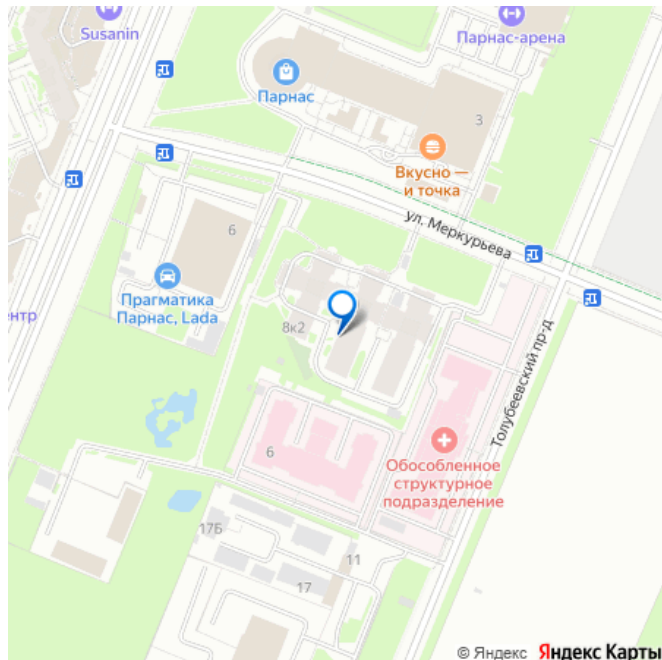 Susanin
Парнас-арена
Парнас
3
Вкусно —
и точка
ул. Меркурьева
6
Прагматика
Парнас, Lada
ентр
8к2
Толубеевский пр-д
6
Обособленное
структурное
подразделение
17Б
11
17
© Яндекс Яндекс Карты